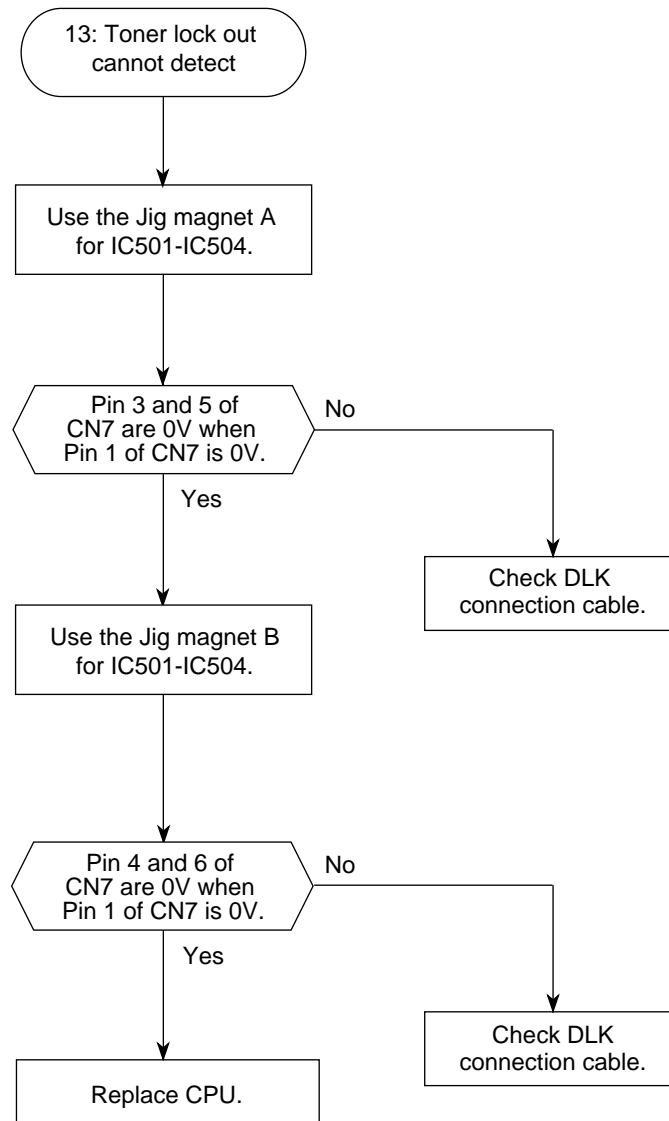 13: Toner lock out
cannot detect
Use the Jig magnet A
for IC501-IC504.
Pin 3 and 5 of
CN7 are 0V when
Pin 1 of CN7 is 0V.
No
Yes
Check DLK
connection cable.
Use the Jig magnet B
for IC501-IC504.
Pin 4 and 6 of
CN7 are 0V when
Pin 1 of CN7 is 0V.
No
Yes
Check DLK
connection cable.
Replace CPU.